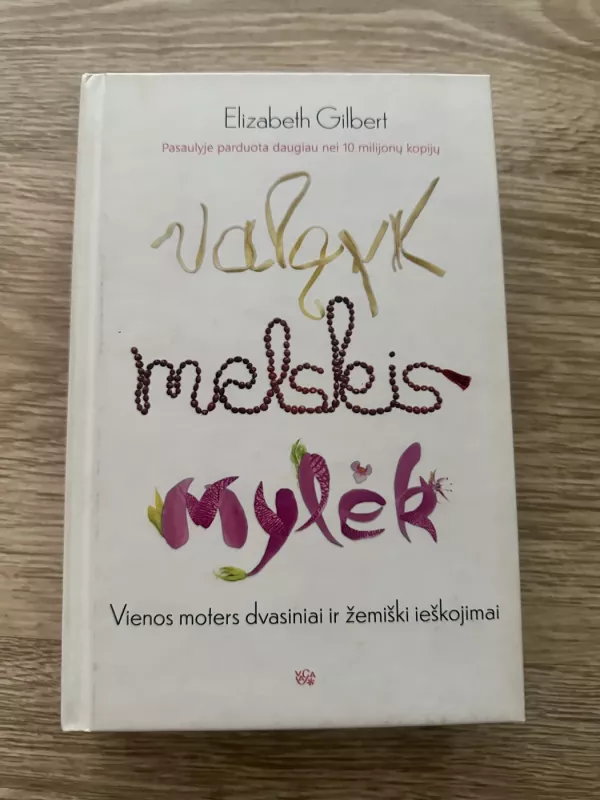 Elizabeth Gilbert
Pasaulyje parduota daugiau nei 10 milijonų kopijų
valgyk
melskis
mylėk
Vienos moters dvasiniai ir žemiški ieškojimai